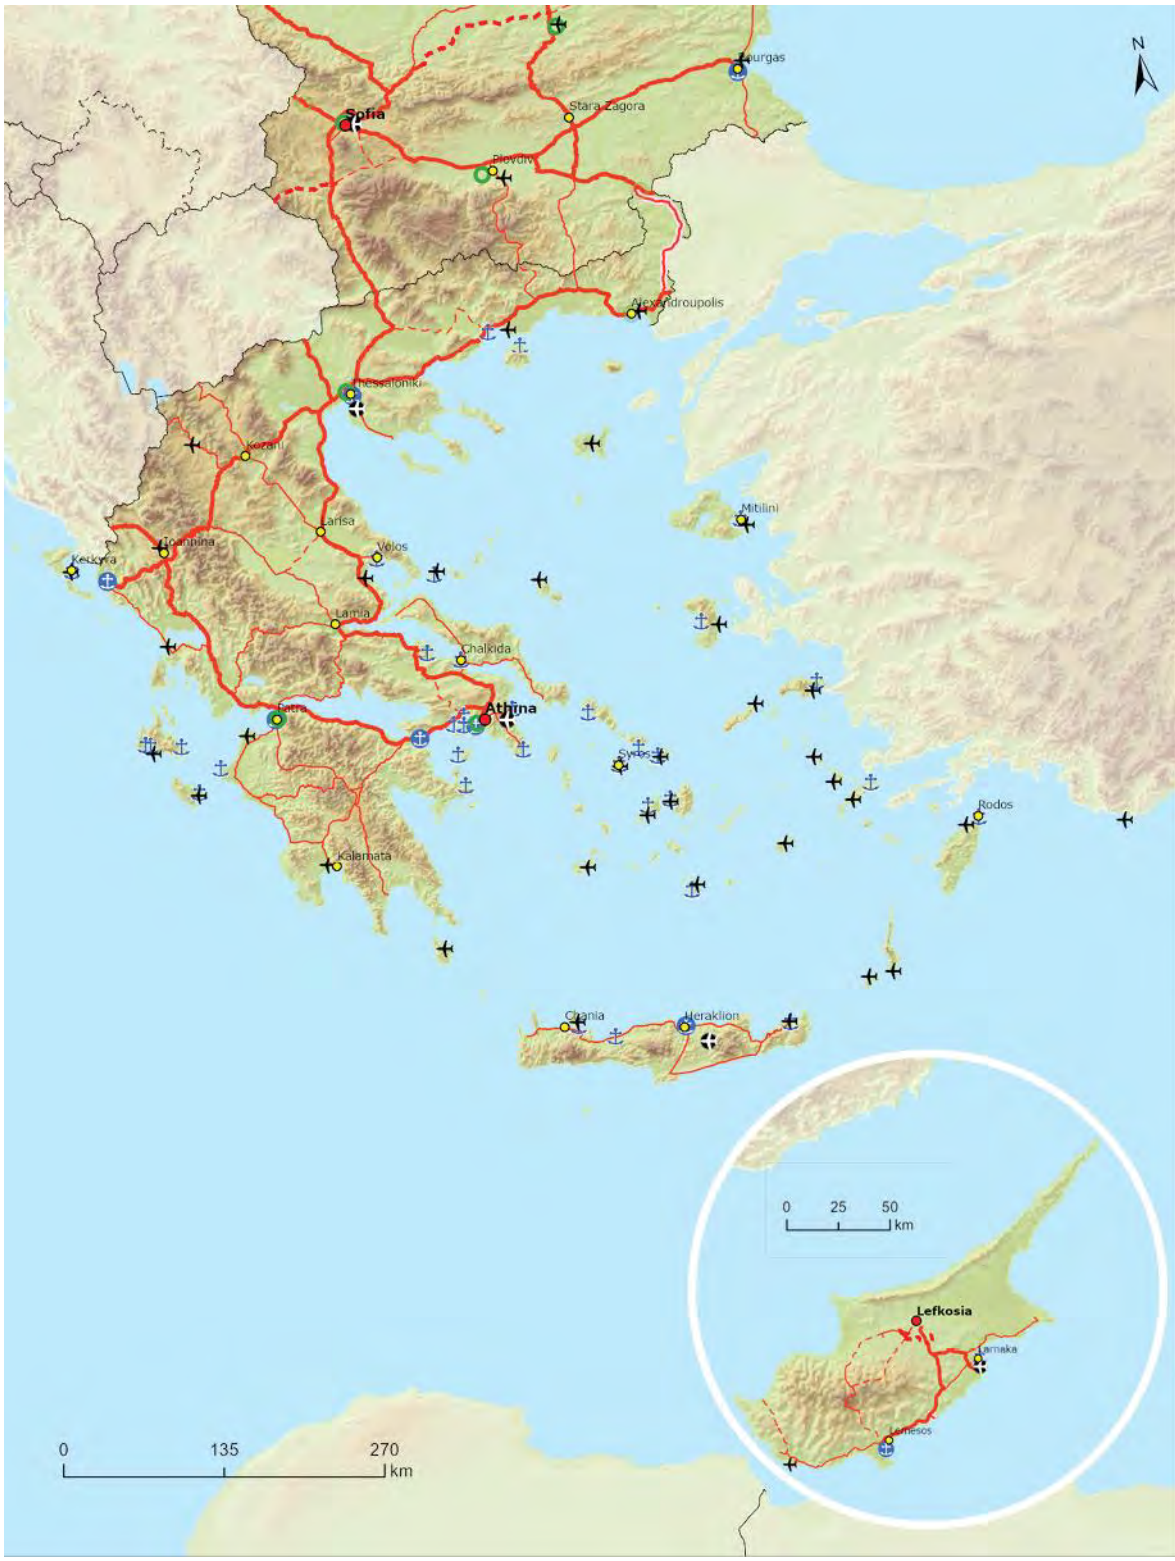 N
Bourgas
Stara Zagora
Sofia
Plovdiv
Alexandroupolis
Thessaloniki
Kozani
Mitilini
Larisa
Ioannina
Volos
Kerkyra
Lamia
Chalkida
Athina
Patra
Syros
Rodos
Kalamata
Chania
Heraklion
0 25 50
km
Lefkosia
Larnaka
Lemesos
0 135 270
km